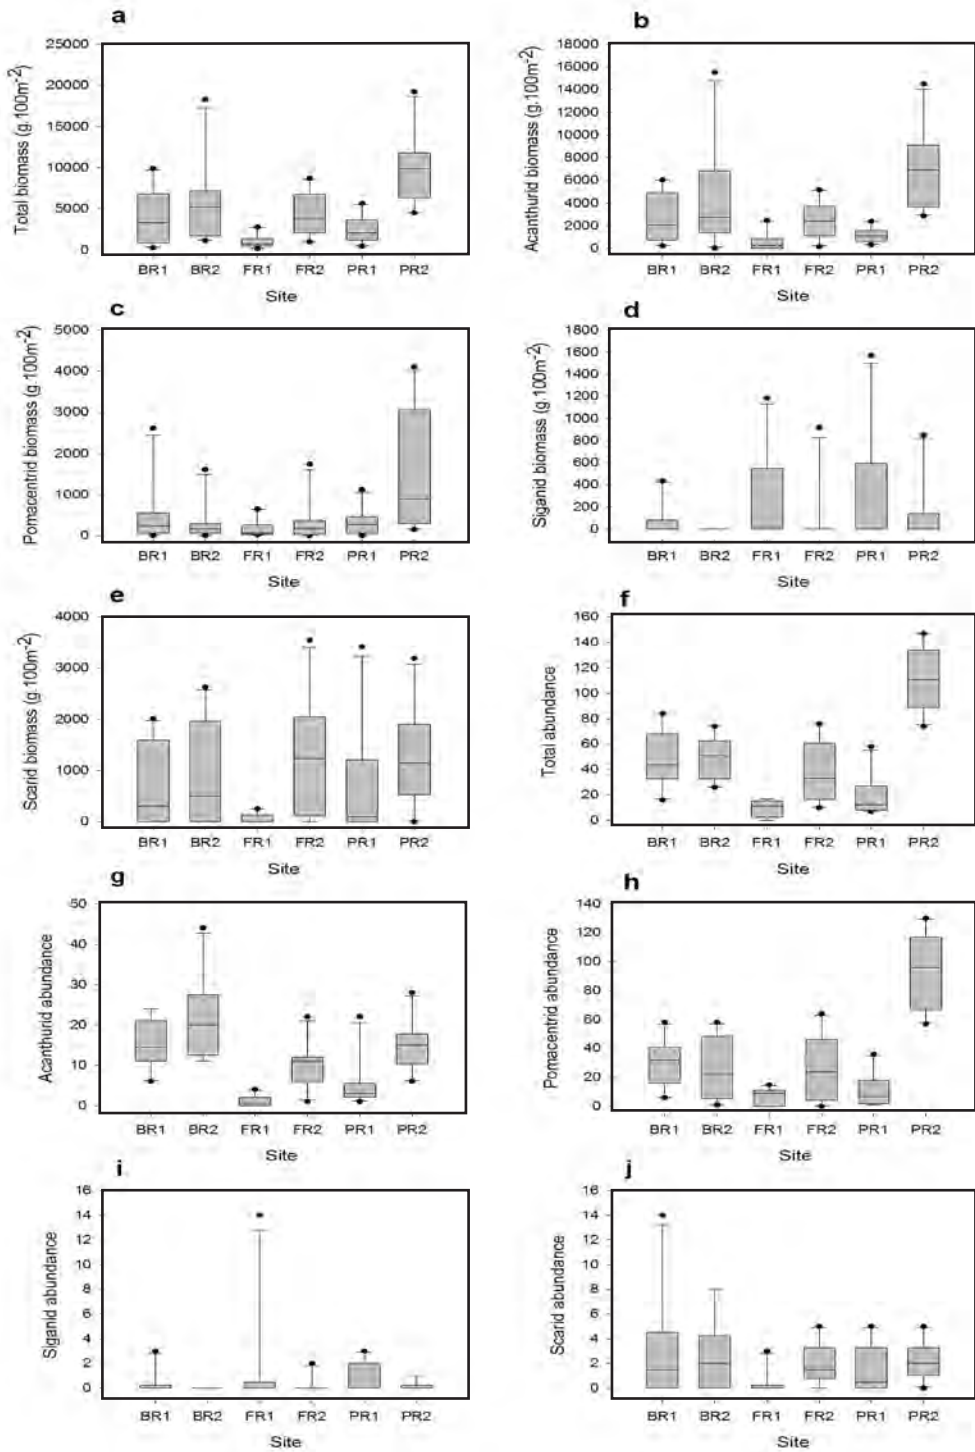 a
25000
20000
15000
10000
5000
0
Total biomass (g.100m-2)
BR1 BR2 FR1 FR2 PR1 PR2
Site
b
18000
16000
14000
12000
10000
8000
6000
4000
2000
0
Acanthurid biomass (g.100m-2)
BR1 BR2 FR1 FR2 PR1 PR2
Site
c
5000
4000
3000
2000
1000
0
Pomacentrid biomass (g.100m-2)
BR1 BR2 FR1 FR2 PR1 PR2
Site
d
1800
1600
1400
1200
1000
800
600
400
200
0
Siganid biomass (g.100m-2)
BR1 BR2 FR1 FR2 PR1 PR2
Site
e
4000
3000
2000
1000
0
Scarid biomass (g.100m-2)
BR1 BR2 FR1 FR2 PR1 PR2
Site
f
160
140
120
100
80
60
40
20
0
Total abundance
BR1 BR2 FR1 FR2 PR1 PR2
Site
g
50
40
30
20
10
0
Acanthurid abundance
BR1 BR2 FR1 FR2 PR1 PR2
Site
h
140
120
100
80
60
40
20
0
Pomacentrid abundance
BR1 BR2 FR1 FR2 PR1 PR2
Site
i
16
14
12
10
8
6
4
2
0
Siganid abundance
BR1 BR2 FR1 FR2 PR1 PR2
Site
j
16
14
12
10
8
6
4
2
0
Scarid abundance
BR1 BR2 FR1 FR2 PR1 PR2
Site